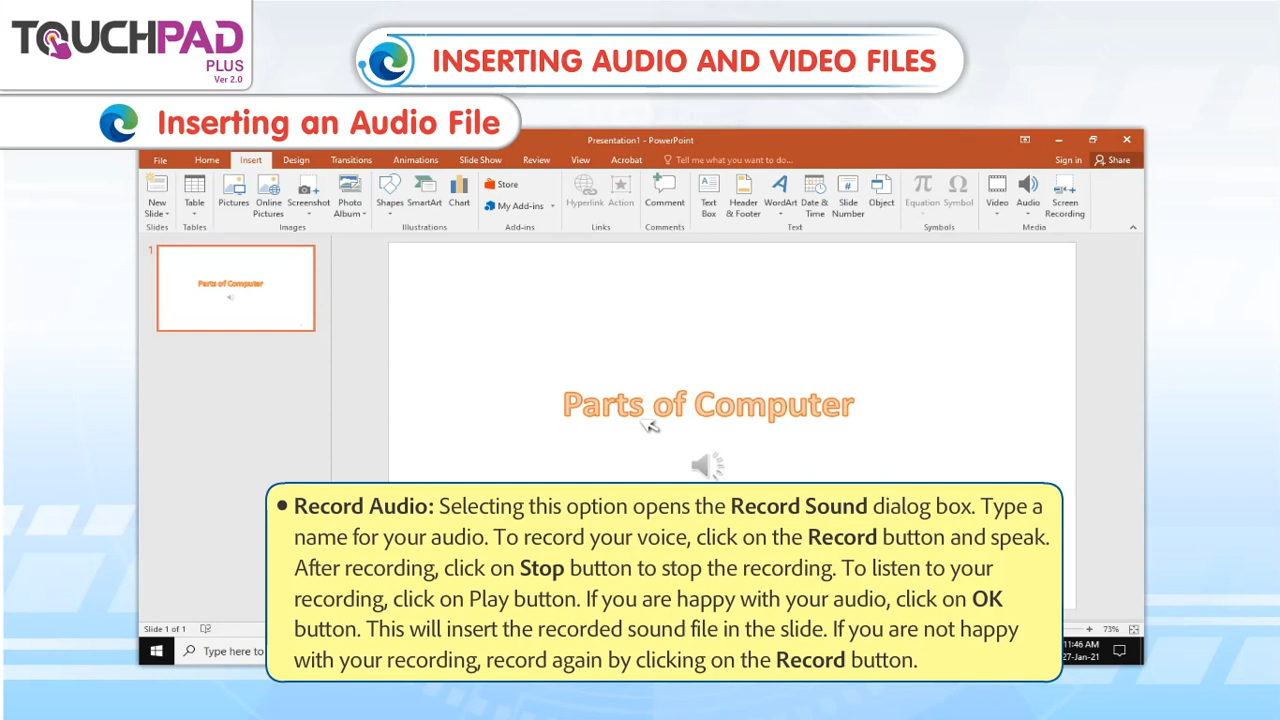 TOUCHPAD
PLUS
Ver 2.0
INSERTING AUDIO AND VIDEO FILES
Inserting an Audio File
Presentation1 - PowerPoint
File Home Insert Design Transitions Animations Slide Show Review View Acrobat Tell me what you want to do... Sign in Share
New Slide Table Pictures Online Pictures Screenshot Photo Album Shapes SmartArt Chart Store My Add-ins Hyperlink Action Comment Text Box Header & Footer WordArt Date & Time Slide Number Object Equation Symbol Video Audio Screen Recording
Slides Tables Images Illustrations Add-ins Links Comments Text Symbols Media
1
Parts of Computer
Parts of Computer
• Record Audio: Selecting this option opens the Record Sound dialog box. Type a
name for your audio. To record your voice, click on the Record button and speak.
After recording, click on Stop button to stop the recording. To listen to your
recording, click on Play button. If you are happy with your audio, click on OK
button. This will insert the recorded sound file in the slide. If you are not happy
with your recording, record again by clicking on the Record button.
Slide 1 of 1 73%
Type here to 11:46 AM
27-Jan-21